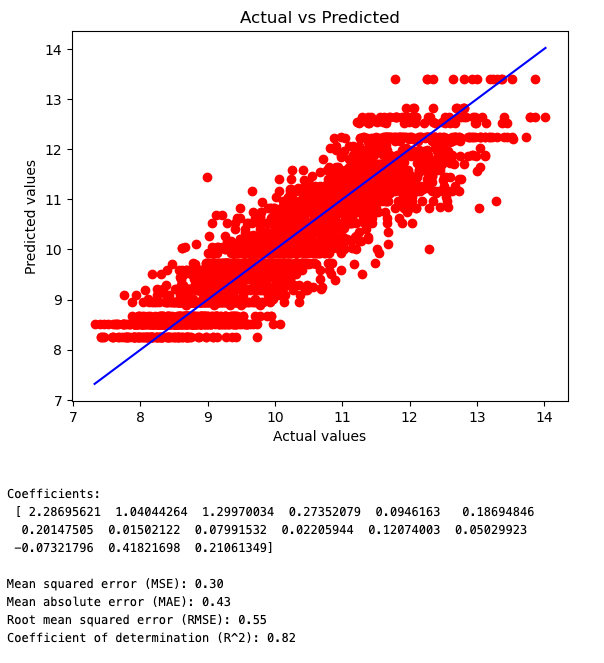 Actual vs Predicted
14
13
12
11
10
9
8
7
Predicted values
7 8 9 10 11 12 13 14
Actual values
Coefficients:
[ 2.28695621 1.04044264 1.29970034 0.27352079 0.0946163 0.18694846
0.20147505 0.01502122 0.07991532 0.02205944 0.12074003 0.05029923
-0.07321796 0.41821698 0.21061349]
Mean squared error (MSE): 0.30
Mean absolute error (MAE): 0.43
Root mean squared error (RMSE): 0.55
Coefficient of determination (R^2): 0.82